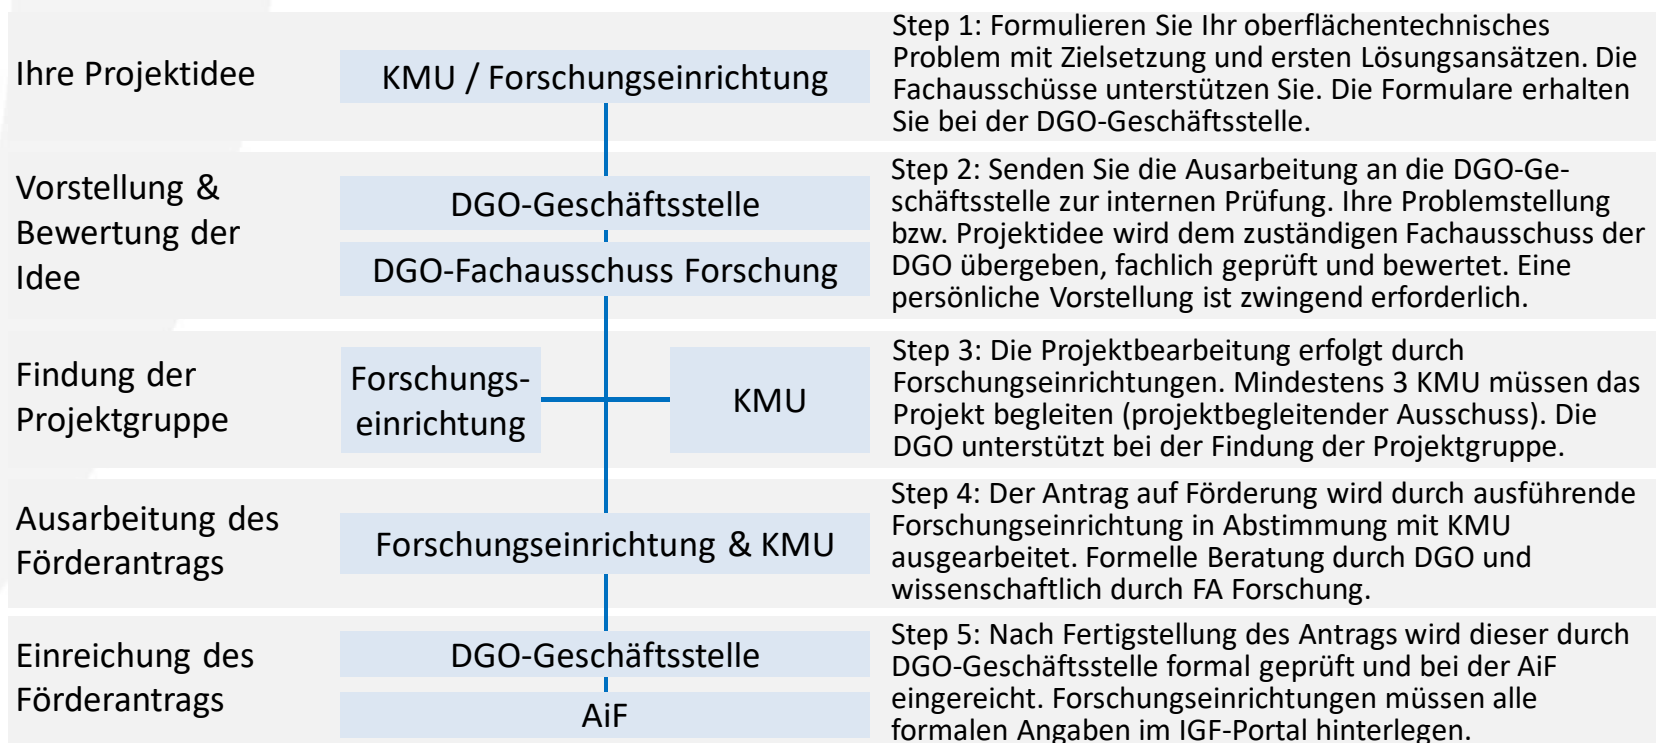 Ihre Projektidee
KMU / Forschungseinrichtung
Step 1: Formulieren Sie Ihr oberflächentechnisches
Problem mit Zielsetzung und ersten Lösungsansätzen. Die
Fachausschüsse unterstützen Sie. Die Formulare erhalten
Sie bei der DGO-Geschäftsstelle.
Vorstellung &
Bewertung der
Idee
DGO-Geschäftsstelle
DGO-Fachausschuss Forschung
Step 2: Senden Sie die Ausarbeitung an die DGO-Ge-
schäftsstelle zur internen Prüfung. Ihre Problemstellung
bzw. Projektidee wird dem zuständigen Fachausschuss der
DGO übergeben, fachlich geprüft und bewertet. Eine
persönliche Vorstellung ist zwingend erforderlich.
Findung der
Projektgruppe
Forschungs-
einrichtung
KMU
Step 3: Die Projektbearbeitung erfolgt durch
Forschungseinrichtungen. Mindestens 3 KMU müssen das
Projekt begleiten (projektbegleitender Ausschuss). Die
DGO unterstützt bei der Findung der Projektgruppe.
Ausarbeitung des
Förderantrags
Forschungseinrichtung & KMU
Step 4: Der Antrag auf Förderung wird durch ausführende
Forschungseinrichtung in Abstimmung mit KMU
ausgearbeitet. Formelle Beratung durch DGO und
wissenschaftlich durch FA Forschung.
Einreichung des
Förderantrags
DGO-Geschäftsstelle
AiF
Step 5: Nach Fertigstellung des Antrags wird dieser durch
DGO-Geschäftsstelle formal geprüft und bei der AiF
eingereicht. Forschungseinrichtungen müssen alle
formalen Angaben im IGF-Portal hinterlegen.